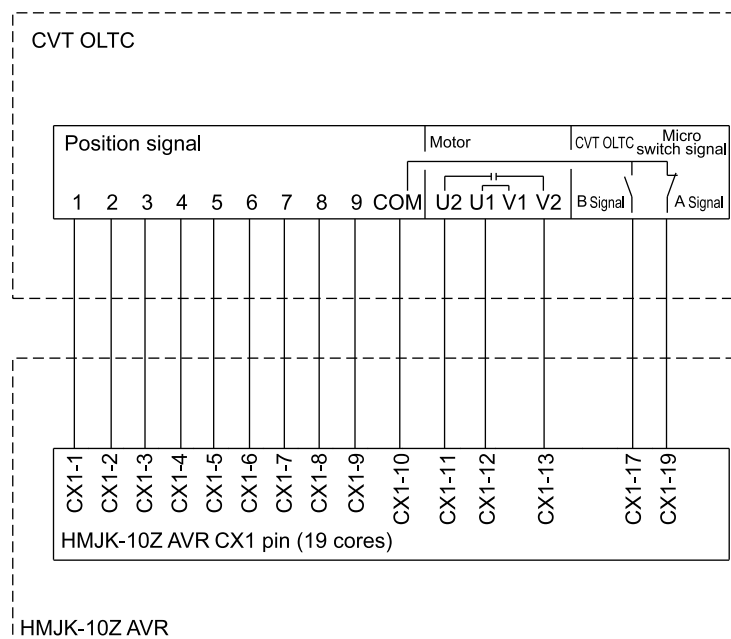 CVT OLTC
Position signal
Motor
CVT OLTC
Micro
switch signal
1 2 3 4 5 6 7 8 9 COM U2 U1 V1 V2 B Signal A Signal
CX1-1
CX1-2
CX1-3
CX1-4
CX1-5
CX1-6
CX1-7
CX1-8
CX1-9
CX1-10
CX1-11
CX1-12
CX1-13
CX1-17
CX1-19
HMJK-10Z AVR CX1 pin (19 cores)
HMJK-10Z AVR